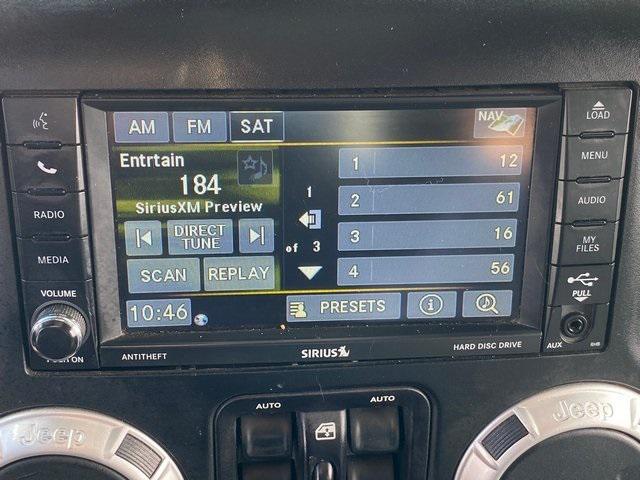 AM FM SAT NAV
Entrtain
184
SiriusXM Preview
DIRECT
TUNE
SCAN REPLAY
10:46
1
of 3
1 12
2 61
3 16
4 56
PRESETS
RADIO
MEDIA
VOLUME
PUSH ON
LOAD
MENU
AUDIO
MY
FILES
PULL
AUX
ANTITHEFT
SIRIUS
HARD DISC DRIVE
AUTO AUTO
Jeep Jeep